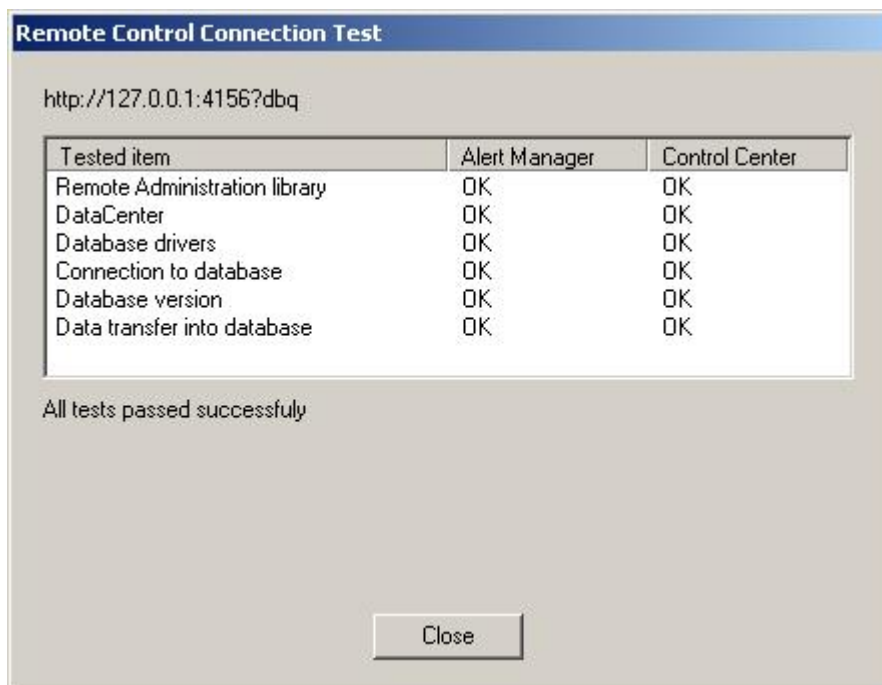 Remote Control Connection Test
http://127.0.0.1:4156?dbq
Tested item Alert Manager Control Center
Remote Administration library OK OK
DataCenter OK OK
Database drivers OK OK
Connection to database OK OK
Database version OK OK
Data transfer into database OK OK
All tests passed successfuly
Close